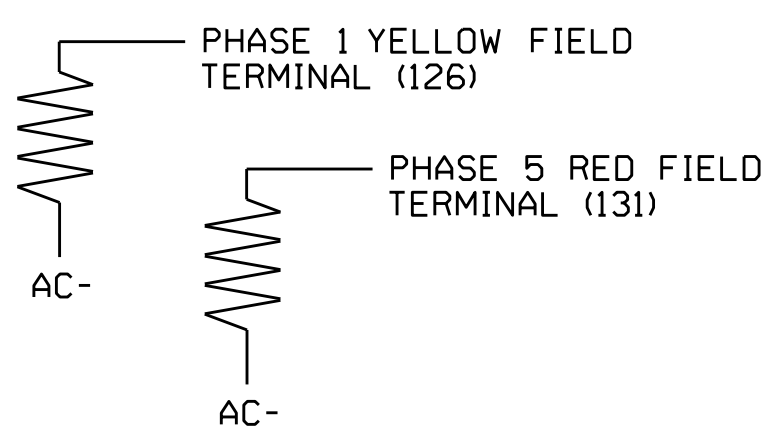 PHASE 1 YELLOW FIELD
TERMINAL (126)
PHASE 5 RED FIELD
TERMINAL (131)
AC-
AC-